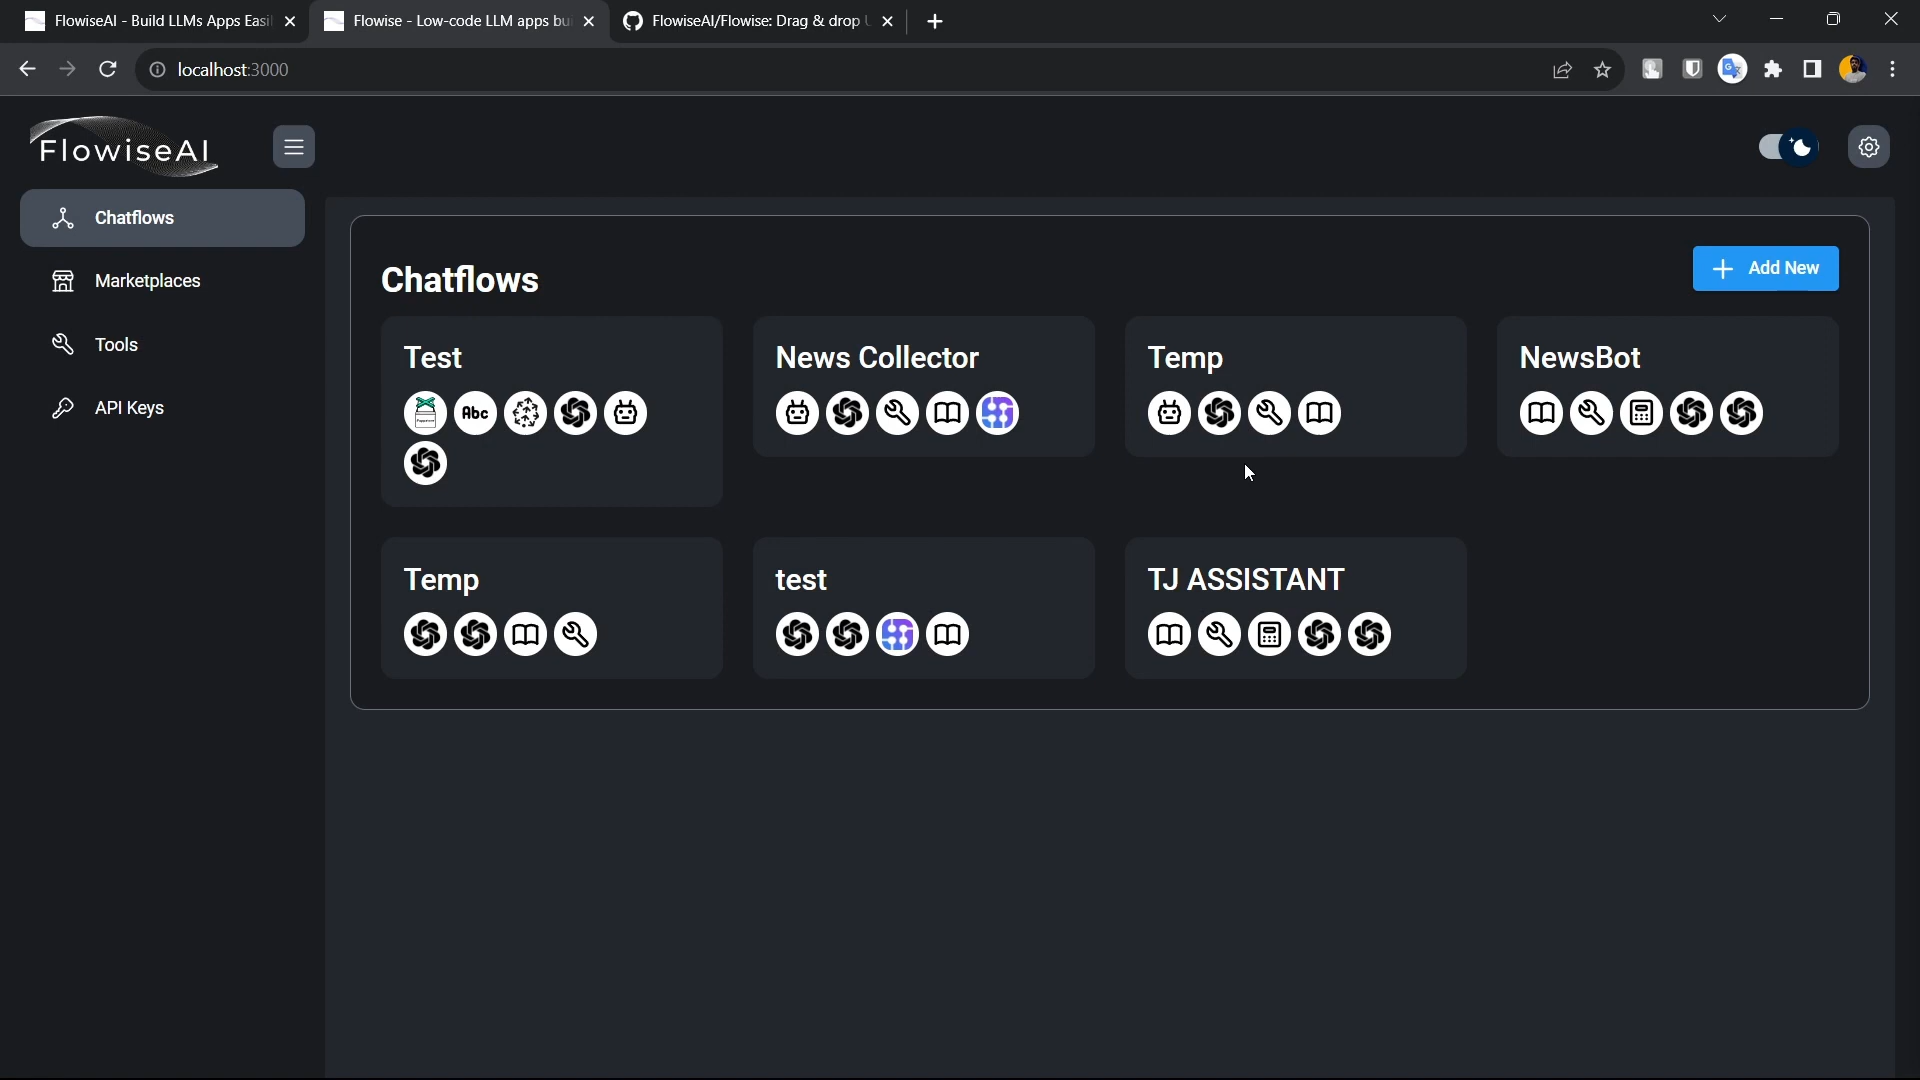 FlowiseAI - Build LLMs Apps Easil
Flowise - Low-code LLM apps bu
FlowiseAI/Flowise: Drag & drop U
localhost:3000
FlowiseAI
Chatflows
Marketplaces
Tools
API Keys
Chatflows
Add New
Test
Abc
News Collector
Temp
NewsBot
Temp
test
TJ ASSISTANT